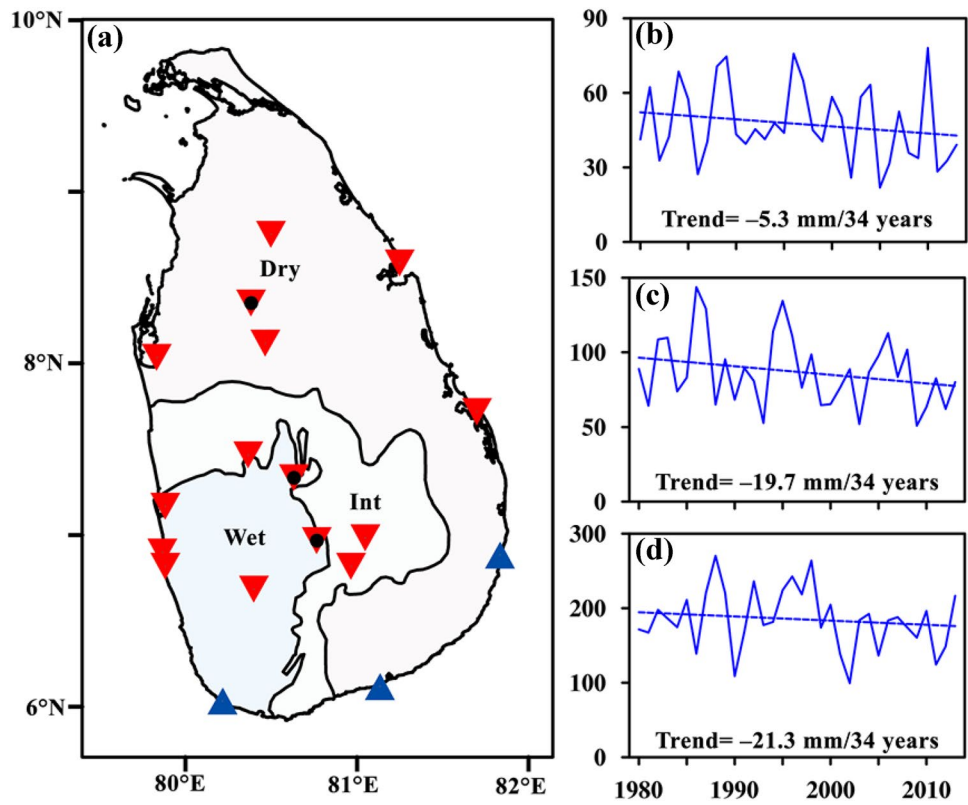 (a)
10°N
8°N
6°N
80°E
81°E
82°E
Dry
Int
Wet
(b)
90
60
30
0
Trend= –5.3 mm/34 years
(c)
150
100
50
0
Trend= –19.7 mm/34 years
(d)
300
200
100
0
Trend= –21.3 mm/34 years
1980
1990
2000
2010